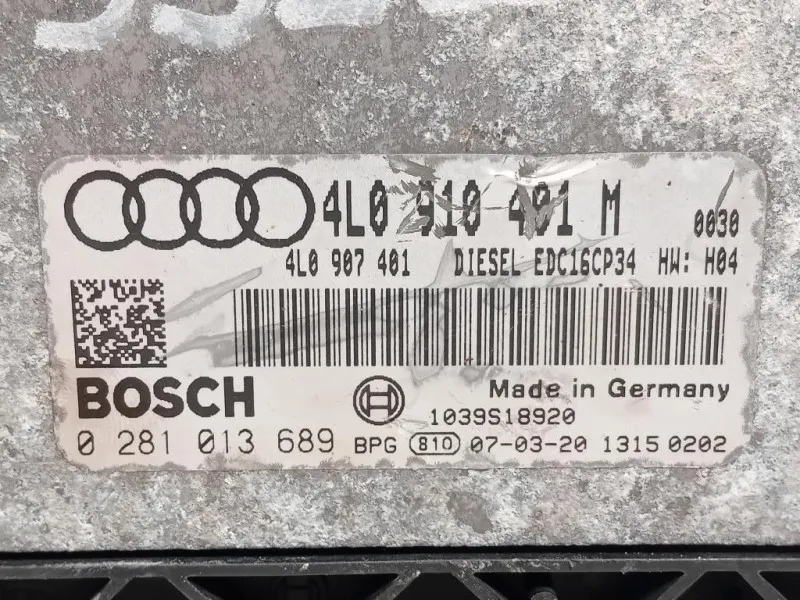 4L0 910 401 M 0030
4L0 907 401 DIESEL EDC16CP34 HW: H04
BOSCH
Made in Germany
1039S18920
0 281 013 689 BPG 810 07-03-20 1315 0202